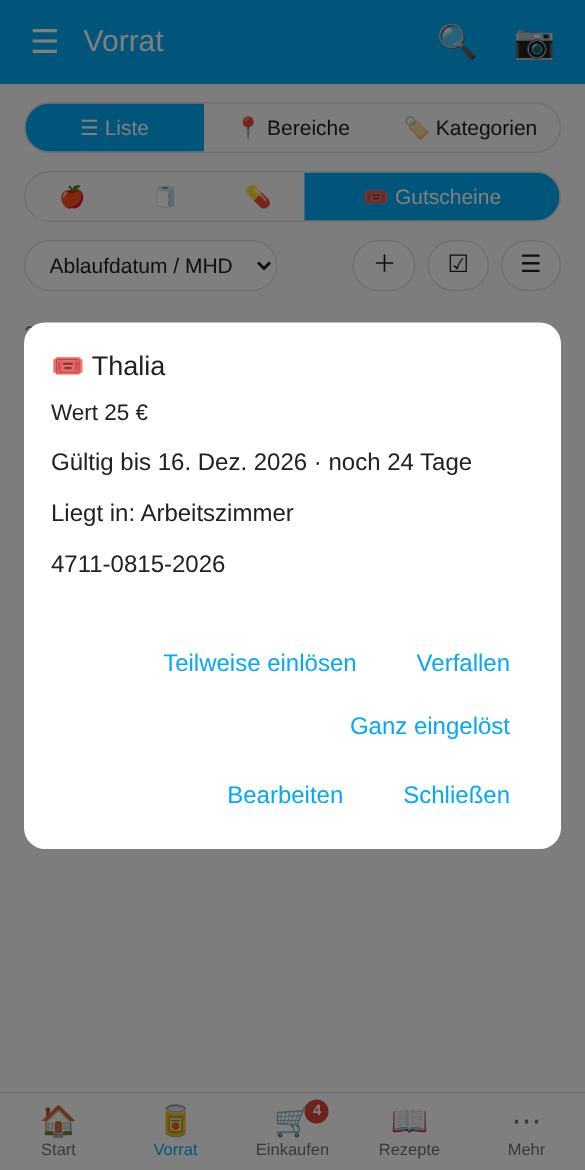 Vorrat
Liste
Bereiche
Kategorien
Gutscheine
Ablaufdatum / MHD
Thalia
Wert 25 €
Gültig bis 16. Dez. 2026 · noch 24 Tage
Liegt in: Arbeitszimmer
4711-0815-2026
Teilweise einlösen Verfallen
Ganz eingelöst
Bearbeiten Schließen
4
Start Vorrat Einkaufen Rezepte Mehr